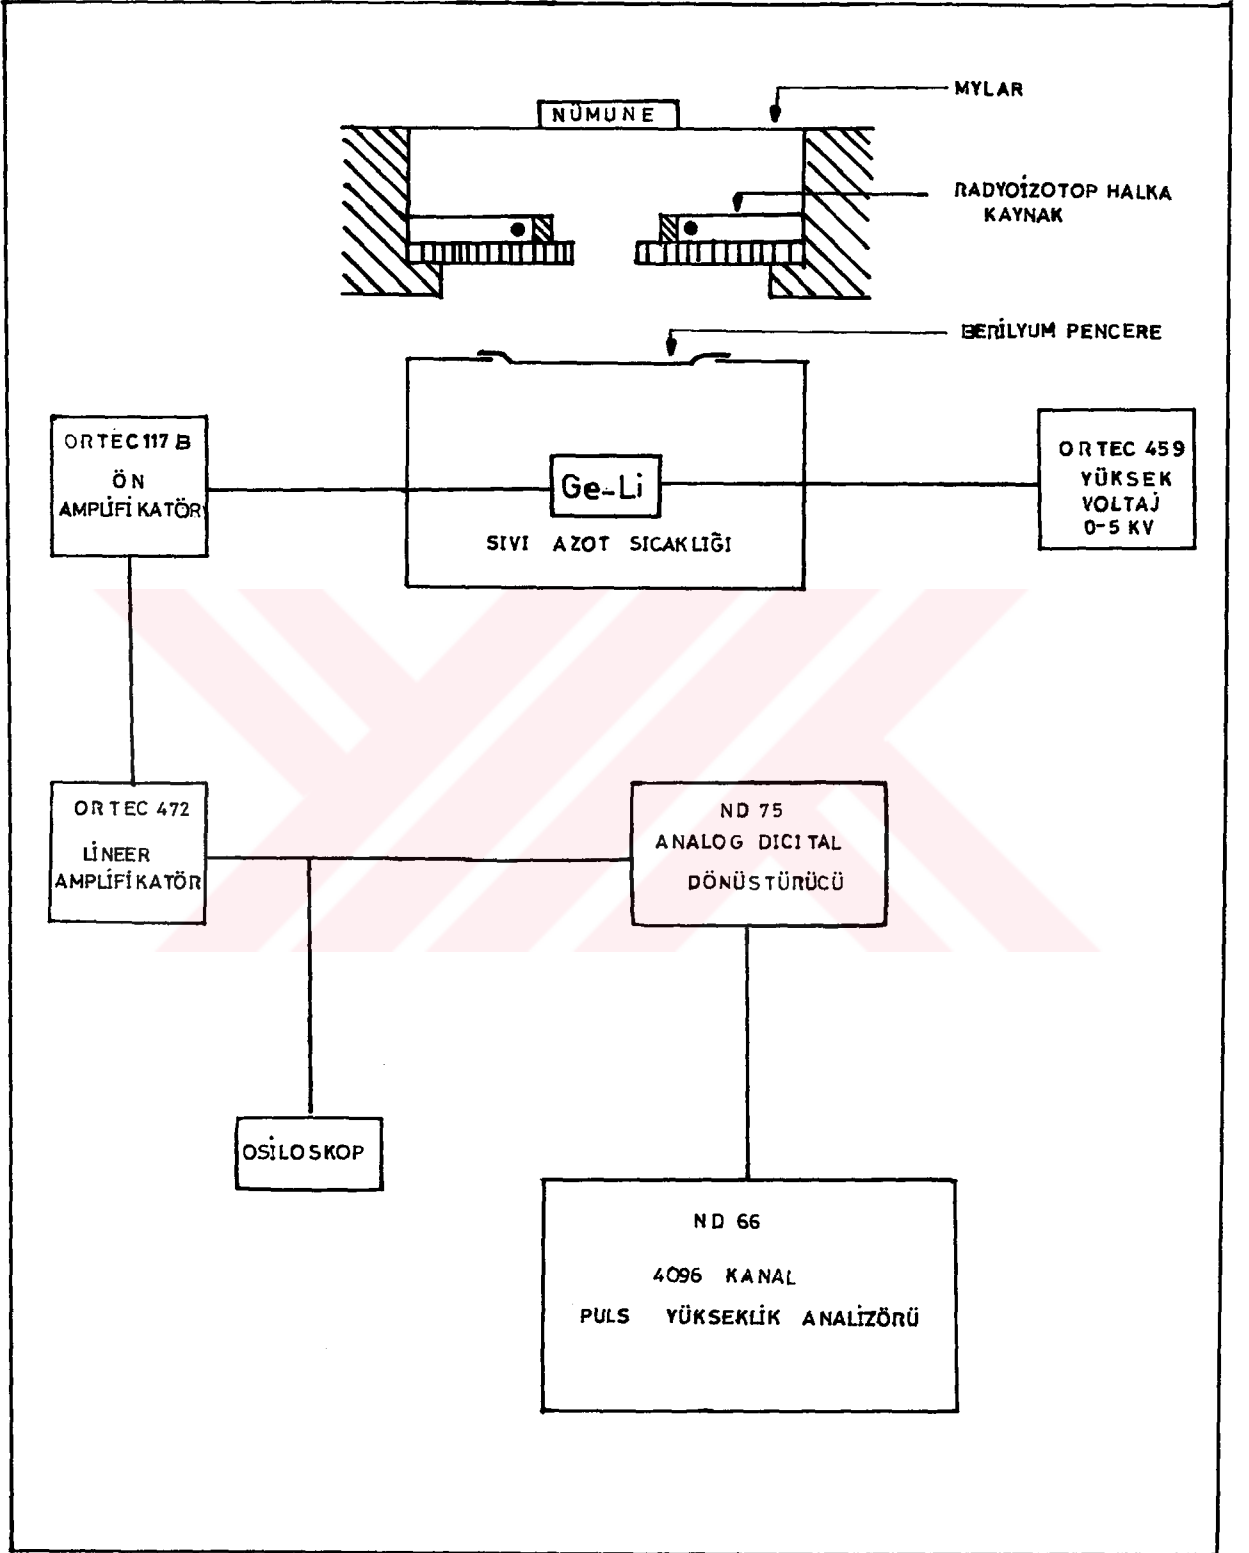 NÜMUNE
MYLAR
RADYOİZOTOP HALKA
KAYNAK
BERİLYUM PENCERE
ORTEC 117 B
ÖN
AMPLİFİKATÖR
Ge-Li
SIVI AZOT SICAKLIĞI
ORTEC 459
YÜKSEK
VOLTAJ
0-5 KV
ORTEC 472
LİNEER
AMPLİFİKATÖR
ND 75
ANALOG DICITAL
DÖNÜSTÜRÜCÜ
OSİLOSKOP
ND 66
4096 KANAL
PULS YÜKSEKLİK ANALİZÖRÜ